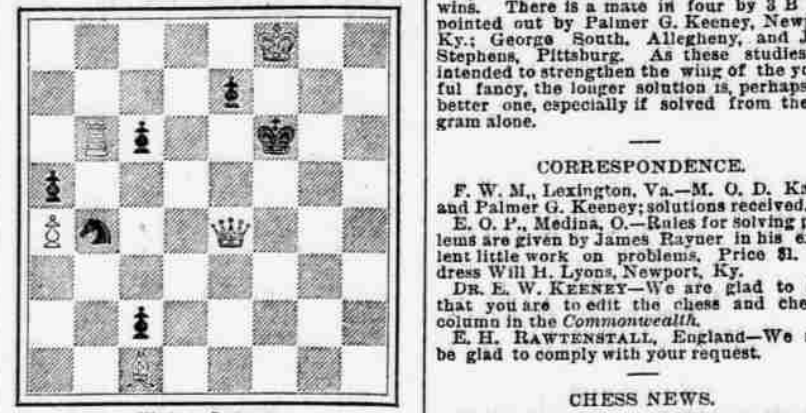 wins. There is a mate in four by 3 B
pointed out by Palmer G. Keeney, New
Ky.; George South, Allegheny, and J
Stephens, Pittsburg. As these studies
intended to strengthen the wing of the yo
ful fancy, the longer solution is, perhaps
better one, especially if solved from the
gram alone.
CORRESPONDENCE.
F. W. M., Lexington, Va.—M. O. D. K
and Palmer G. Keeney; solutions received.
E. O. P., Medina, O.—Rules for solving p
lems are given by James Rayner in his e
lent little work on problems. Price $1.
dress Will H. Lyons, Newport, Ky.
DR. E. W. KEENEY—We are glad to
that you are to edit the chess and che
column in the Commonwealth.
E. H. RAWTENSTALL, England—We
be glad to comply with your request.
CHESS NEWS.